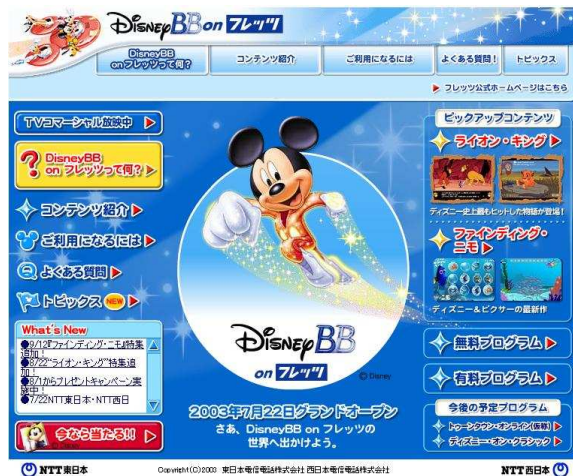 Disney BB on フレッツ
DisneyBB
on フレッツって何?
コンテンツ紹介
ご利用になるには
よくある質問!
トピックス
フレッツ公式ホームページはこちら
TVコマーシャル放映中
DisneyBB
on フレッツって何?
コンテンツ紹介
ご利用になるには
よくある質問
トピックス NEW
What's New
●9/12『ファインディング・ニモ』特集
追加!
●8/22"ライオン・キング"特集追
加!
●8/1からプレゼントキャンペーン実
施中!
●7/22NTT東日本・NTT西日
今なら当たる!!
Disney BB
on フレッツ
© Disney
2003年7月22日グランドオープン
さあ、DisneyBB on フレッツの
世界へ出かけよう。
ピックアップコンテンツ
ライオン・キング
ディズニー史上最もヒットした物語が登場!
ファインディング・
ニモ
ディズニー&ピクサーの最新作
無料プログラム
有料プログラム
今後の予定プログラム
トゥーンタウン・オンライン(仮称)
ディズニー・オン・クラシック
NTT東日本
Copyright(C)2003 東日本電信電話株式会社 西日本電信電話株式会社
NTT西日本